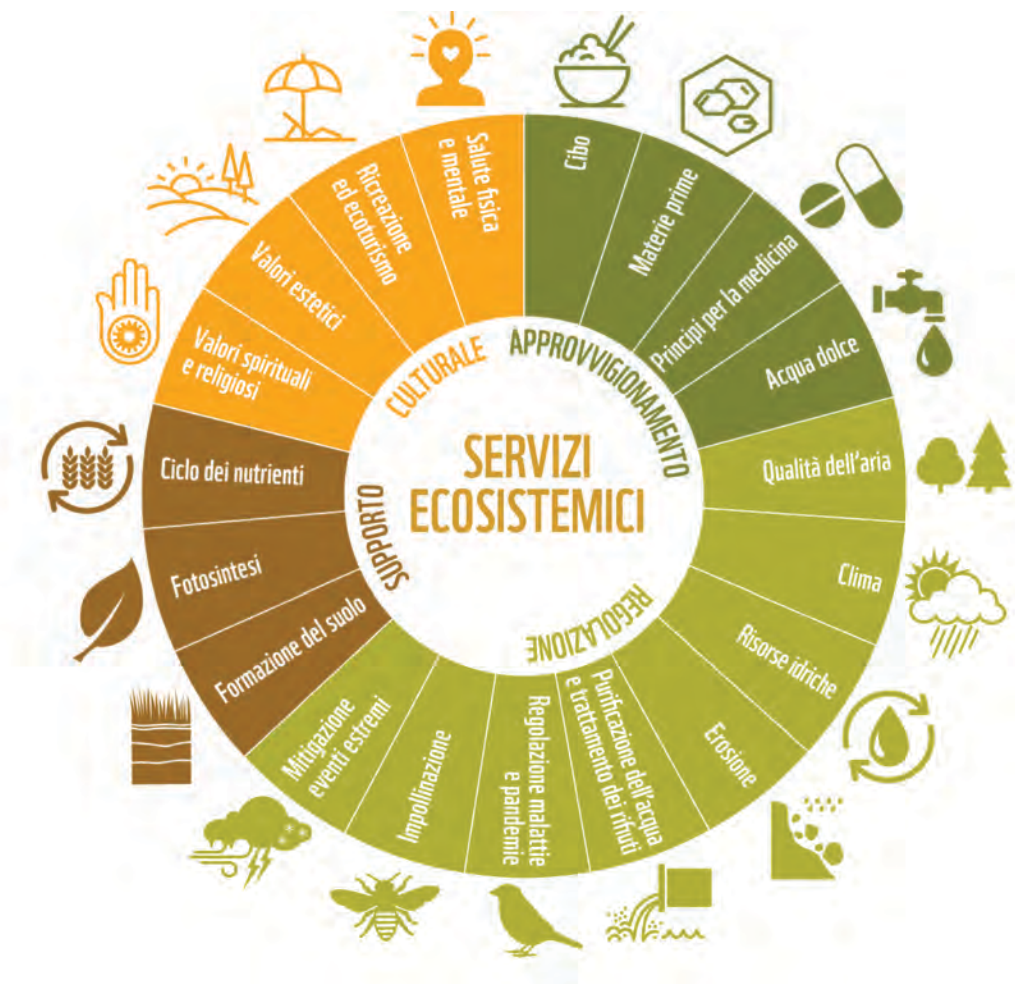 SERVIZI
ECOSISTEMICI
APPROVVIGIONAMENTO
Cibo
Materie prime
Principi per la medicina
Acqua dolce
REGOLAZIONE
Qualità dell'aria
Clima
Risorse idriche
Erosione
Purificazione dell'acqua
e trattamento dei rifiuti
Regolazione malattie
e pandemie
Impollinazione
Mitigazione
eventi estremi
SUPPORTO
Formazione del suolo
Fotosintesi
Ciclo dei nutrienti
CULTURALE
Valori spirituali
e religiosi
Valori estetici
Ricreazione
ed ecoturismo
Salute fisica
e mentale